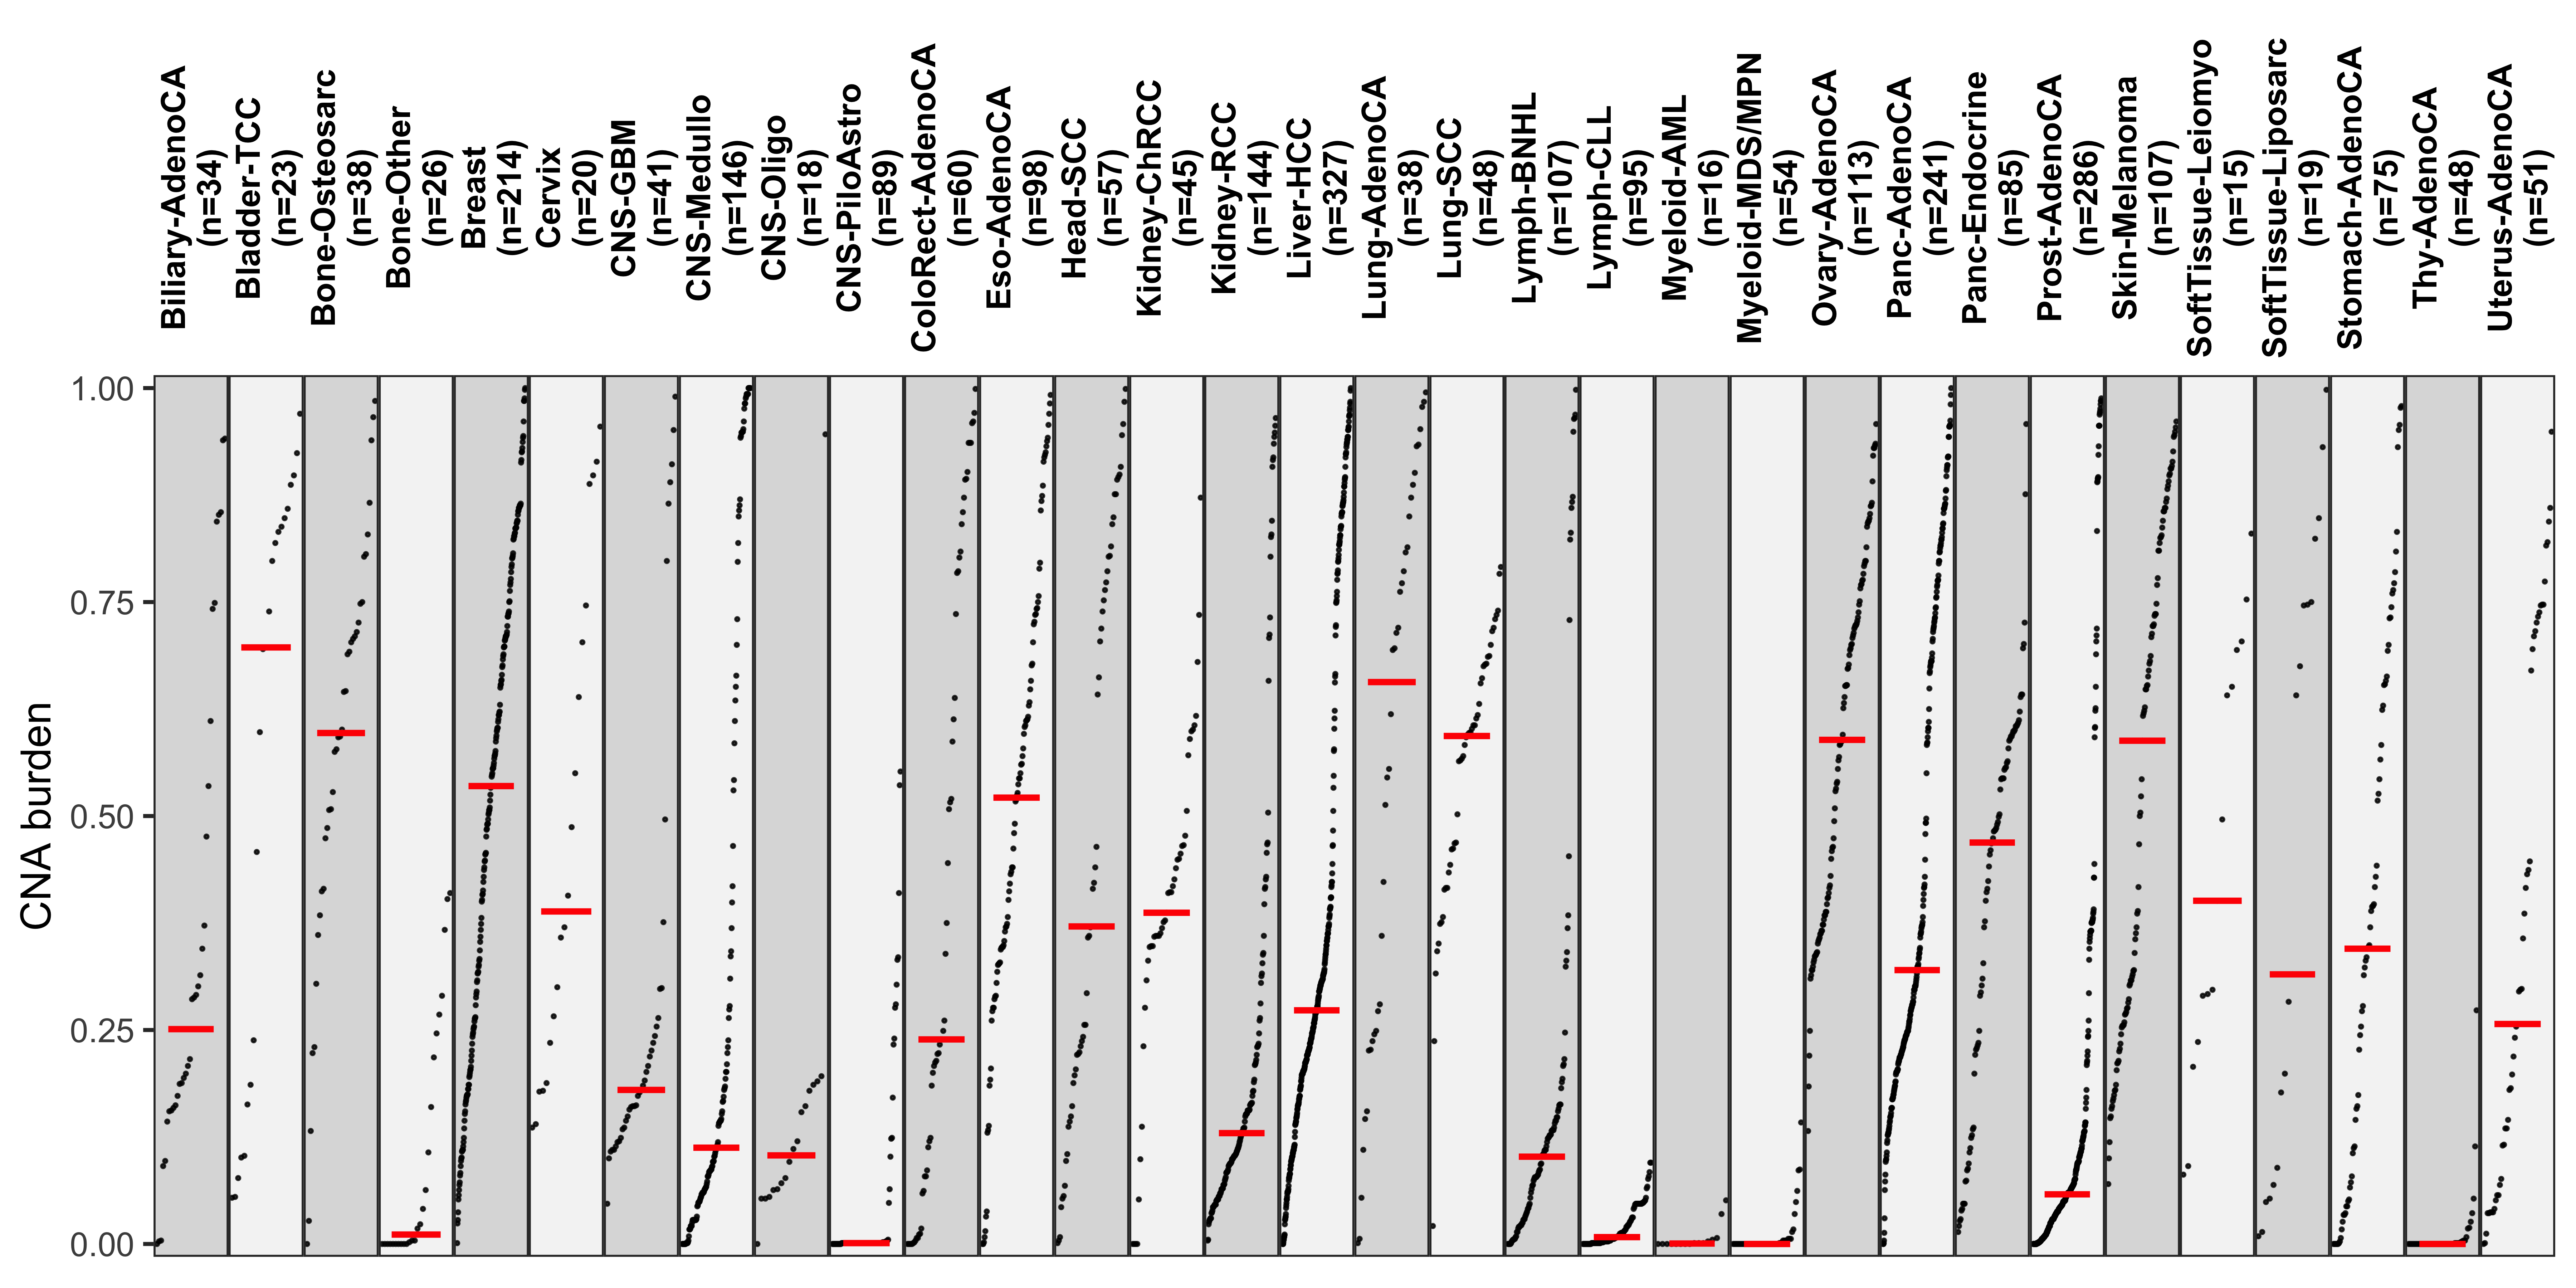 Biliary-AdenoCA
(n=34)
Bladder-TCC
(n=23)
Bone-Osteosarc
(n=38)
Bone-Other
(n=26)
Breast
(n=214)
Cervix
(n=20)
CNS-GBM
(n=41)
CNS-Medullo
(n=146)
CNS-Oligo
(n=18)
CNS-PiloAstro
(n=89)
ColoRect-AdenoCA
(n=60)
Eso-AdenoCA
(n=98)
Head-SCC
(n=57)
Kidney-ChRCC
(n=45)
Kidney-RCC
(n=144)
Liver-HCC
(n=327)
Lung-AdenoCA
(n=38)
Lung-SCC
(n=48)
Lymph-BNHL
(n=107)
Lymph-CLL
(n=95)
Myeloid-AML
(n=16)
Myeloid-MDS/MPN
(n=54)
Ovary-AdenoCA
(n=113)
Panc-AdenoCA
(n=241)
Panc-Endocrine
(n=85)
Prost-AdenoCA
(n=286)
Skin-Melanoma
(n=107)
SoftTissue-Leiomyo
(n=15)
SoftTissue-Liposarc
(n=19)
Stomach-AdenoCA
(n=75)
Thy-AdenoCA
(n=48)
Uterus-AdenoCA
(n=51)
CNA burden
1.00
0.75
0.50
0.25
0.00